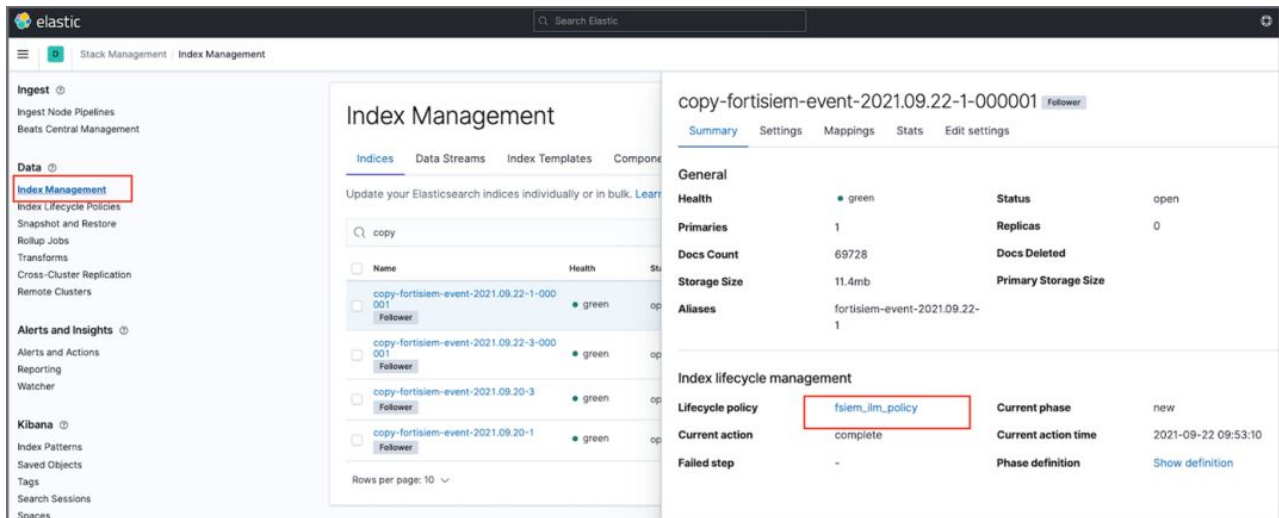 elastic
Search Elastic
D
Stack Management / Index Management
Ingest
Ingest Node Pipelines
Beats Central Management
Data
Index Management
Index Lifecycle Policies
Snapshot and Restore
Rollup Jobs
Transforms
Cross-Cluster Replication
Remote Clusters
Alerts and Insights
Alerts and Actions
Reporting
Watcher
Kibana
Index Patterns
Saved Objects
Tags
Search Sessions
Spaces
Index Management
Indices Data Streams Index Templates Compone
Update your Elasticsearch indices individually or in bulk. Learr
copy
Name Health Sta
copy-fortisiem-event-2021.09.22-1-000
001 green op
Follower
copy-fortisiem-event-2021.09.22-3-000
001 green op
Follower
copy-fortisiem-event-2021.09.20-3 green op
Follower
copy-fortisiem-event-2021.09.20-1 green op
Follower
Rows per page: 10
copy-fortisiem-event-2021.09.22-1-000001 Follower
Summary Settings Mappings Stats Edit settings
General
Health green Status open
Primaries 1 Replicas 0
Docs Count 69728 Docs Deleted
Storage Size 11.4mb Primary Storage Size
Aliases fortisiem-event-2021.09.22-
1
Index lifecycle management
Lifecycle policy fsiem_ilm_policy Current phase new
Current action complete Current action time 2021-09-22 09:53:10
Failed step - Phase definition Show definition